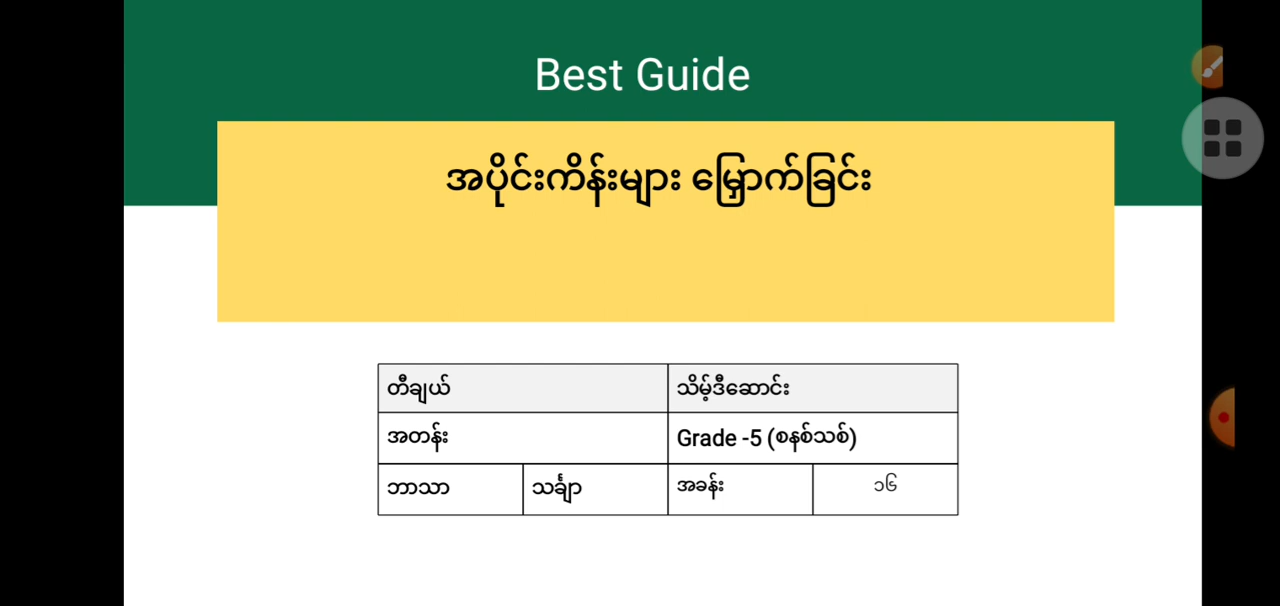 Best Guide
အပိုင်းကိန်းများ မြှောက်ခြင်း
တီချယ် သိမ့်ဒီဆောင်း
အတန်း Grade -5 (စနစ်သစ်)
ဘာသာ သင်္ချာ အခန်း ၁၆